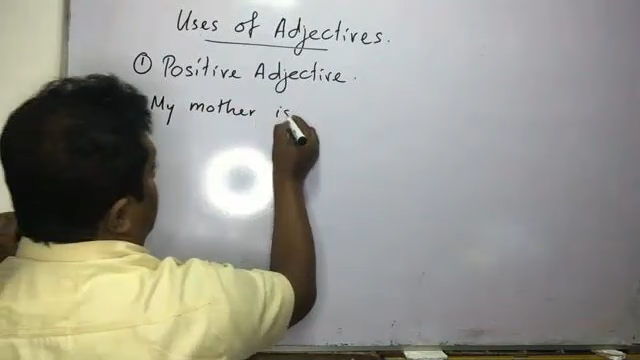 Uses of Adjectives.
① Positive Adjective.
My mother is